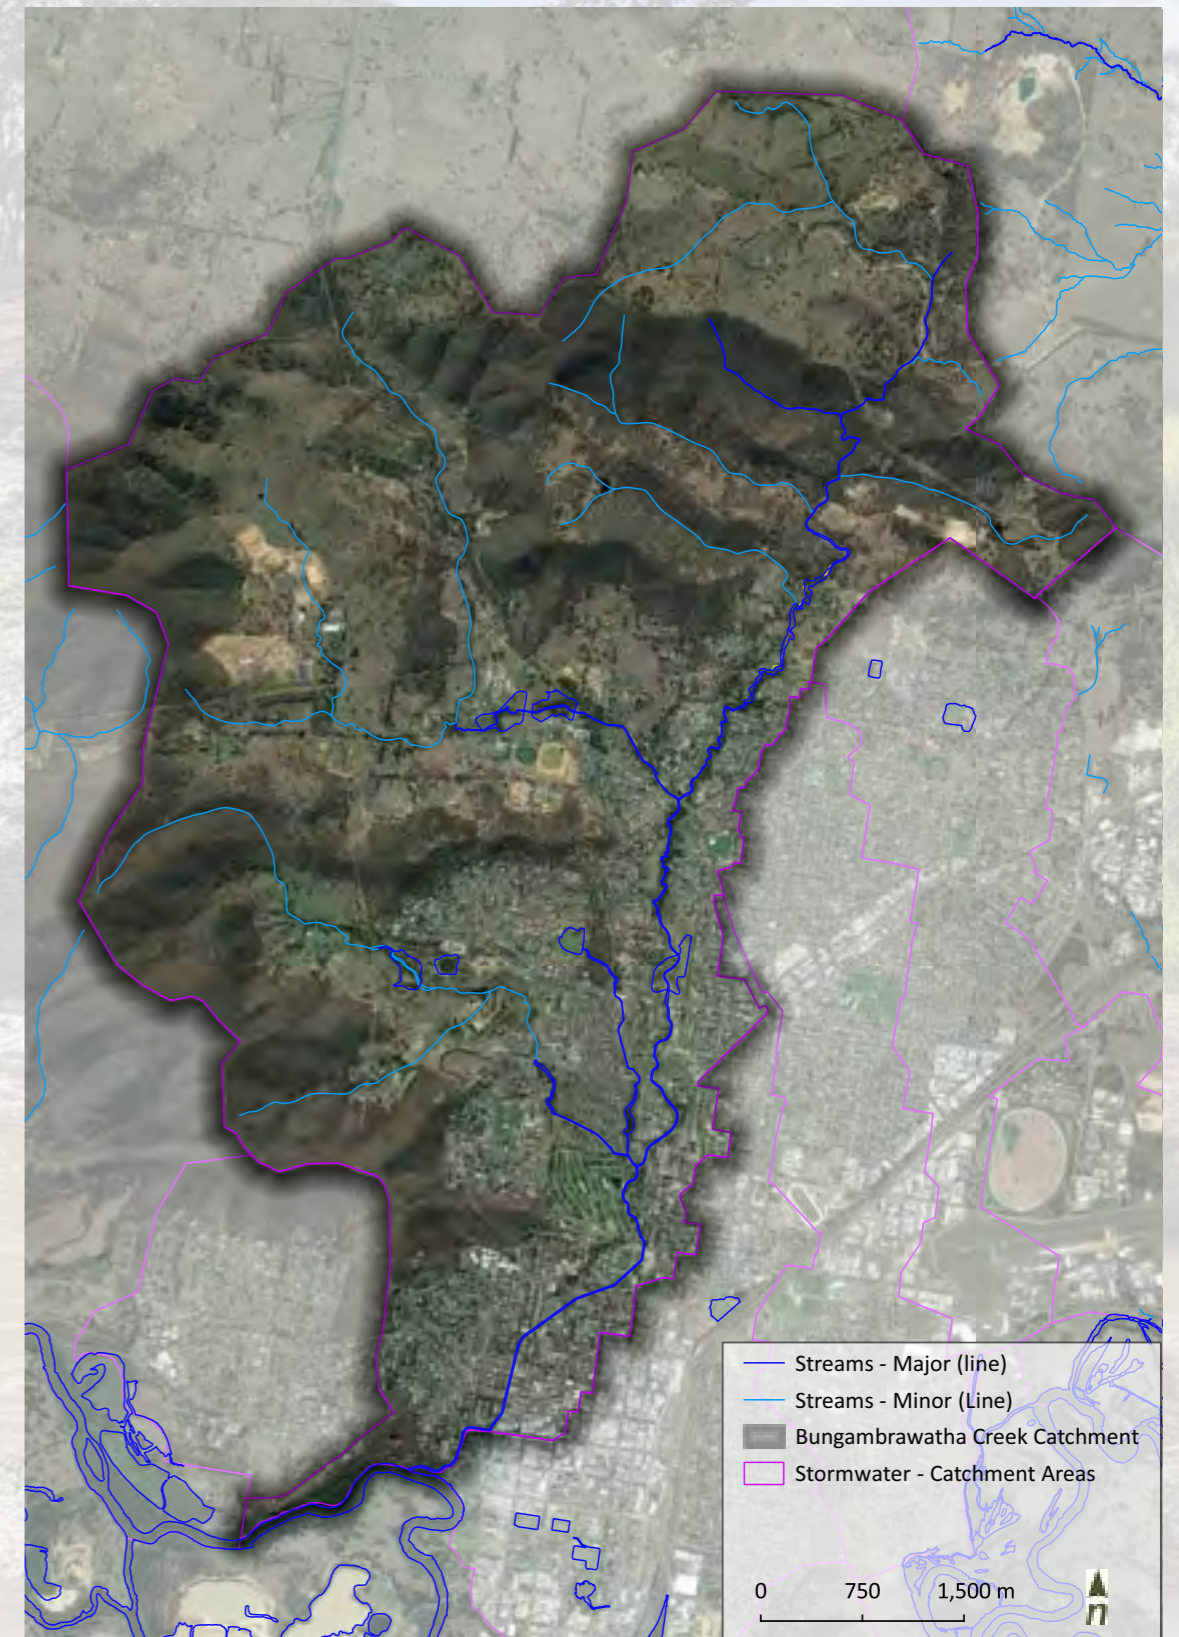 Streams - Major (line)
Streams - Minor (Line)
Bungambrawatha Creek Catchment
Stormwater - Catchment Areas
0 750 1,500 m
n